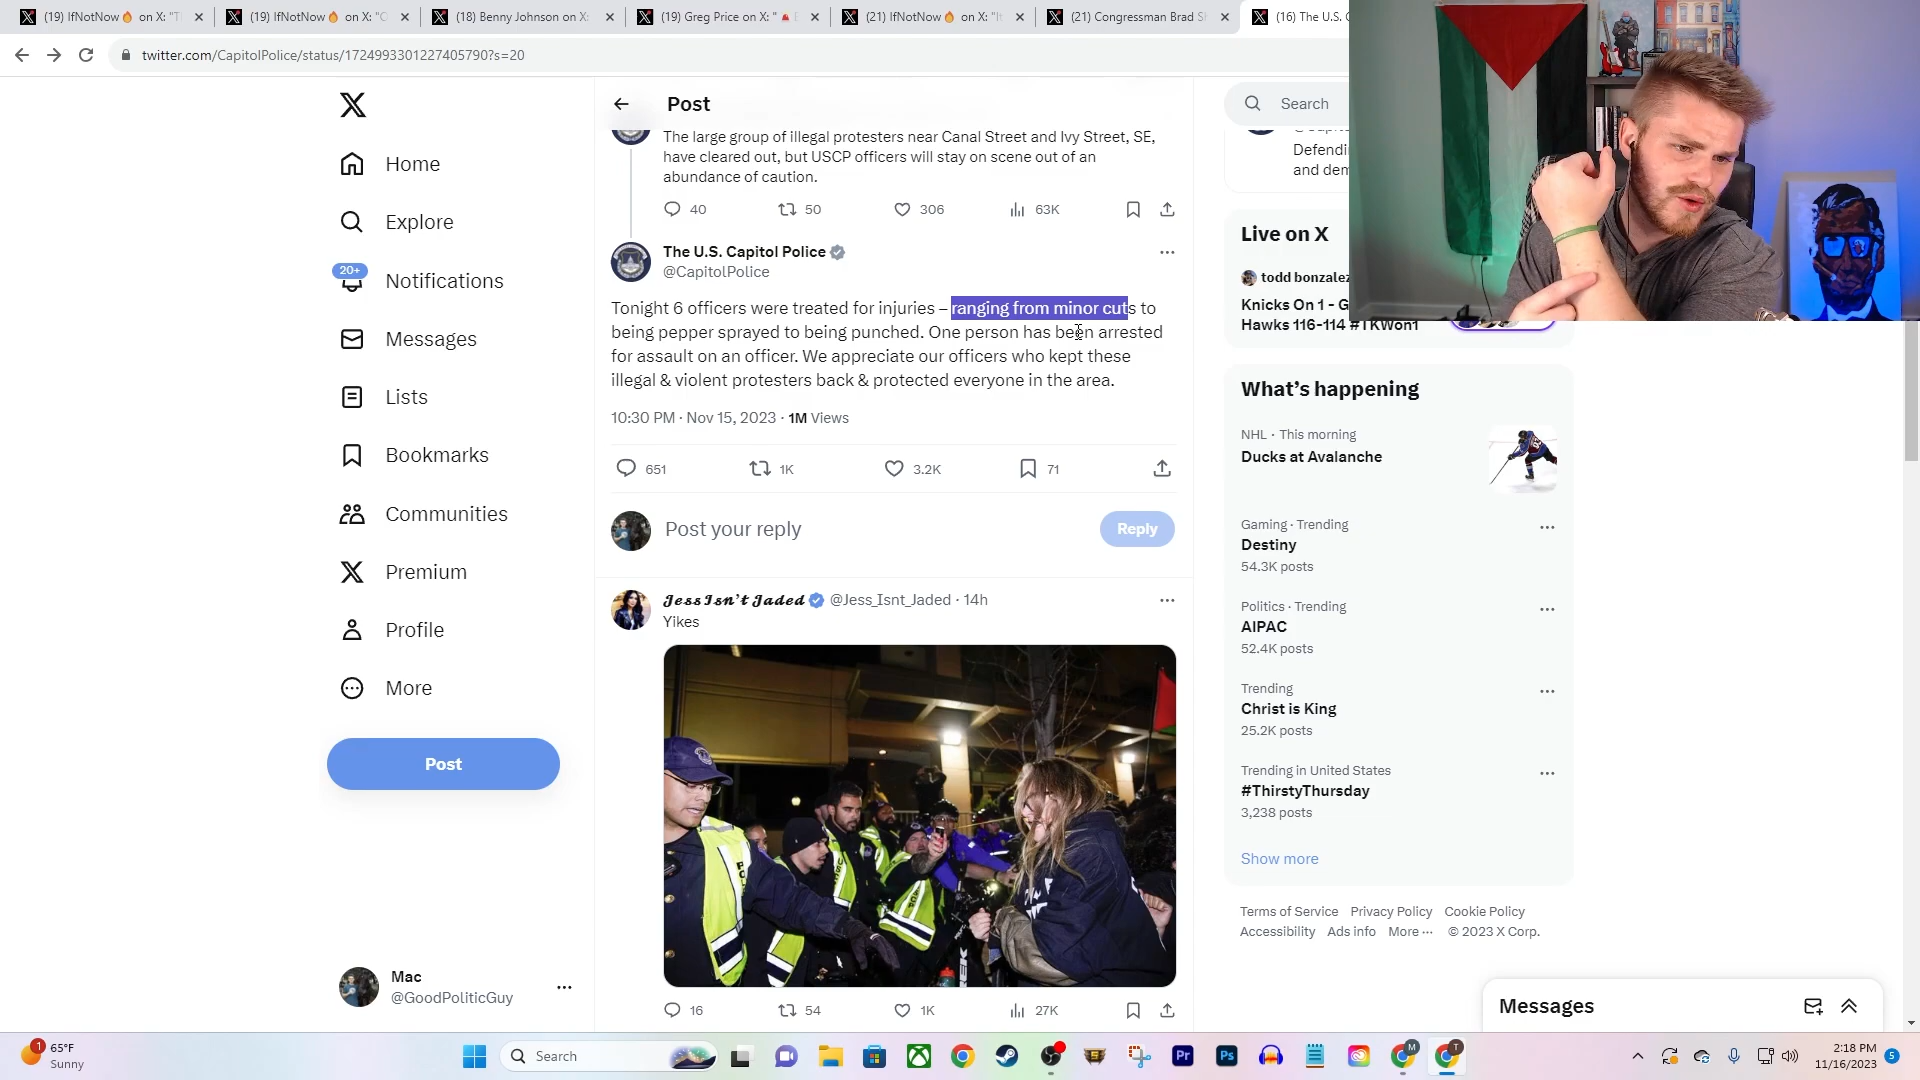 (19) IfNotNow🔥 on X: "T
(19) IfNotNow🔥 on X: "G
(18) Benny Johnson on X:
(19) Greg Price on X: "🚨
(21) IfNotNow🔥 on X: "It
(21) Congressman Brad Sh
(16) The U.S. C
twitter.com/CapitolPolice/status/1724993301227405790?s=20
Home
Explore
20+
Notifications
Messages
Lists
Bookmarks
Communities
Premium
Profile
More
Post
Mac
@GoodPoliticGuy
Post
The large group of illegal protesters near Canal Street and Ivy Street, SE,
have cleared out, but USCP officers will stay on scene out of an
abundance of caution.
40 50 306 63K
The U.S. Capitol Police
@CapitolPolice
Tonight 6 officers were treated for injuries – ranging from minor cuts to
being pepper sprayed to being punched. One person has been arrested
for assault on an officer. We appreciate our officers who kept these
illegal & violent protesters back & protected everyone in the area.
10:30 PM · Nov 15, 2023 · 1M Views
651 1K 3.2K 71
Post your reply
Reply
Jess Isn't Jaded @Jess_Isnt_Jaded · 14h
Yikes
16 54 1K 27K
Search
Defendi
and dem
Live on X
todd bonzalez
Knicks On 1 - G
Hawks 116-114 #TKWon1
What's happening
NHL · This morning
Ducks at Avalanche
Gaming · Trending
Destiny
54.3K posts
Politics · Trending
AIPAC
52.4K posts
Trending
Christ is King
25.2K posts
Trending in United States
#ThirstyThursday
3,238 posts
Show more
Terms of Service Privacy Policy Cookie Policy
Accessibility Ads info More ··· © 2023 X Corp.
Messages
1
65°F
Sunny
Search
Pr
Ps
M
T
2:18 PM
11/16/2023
5